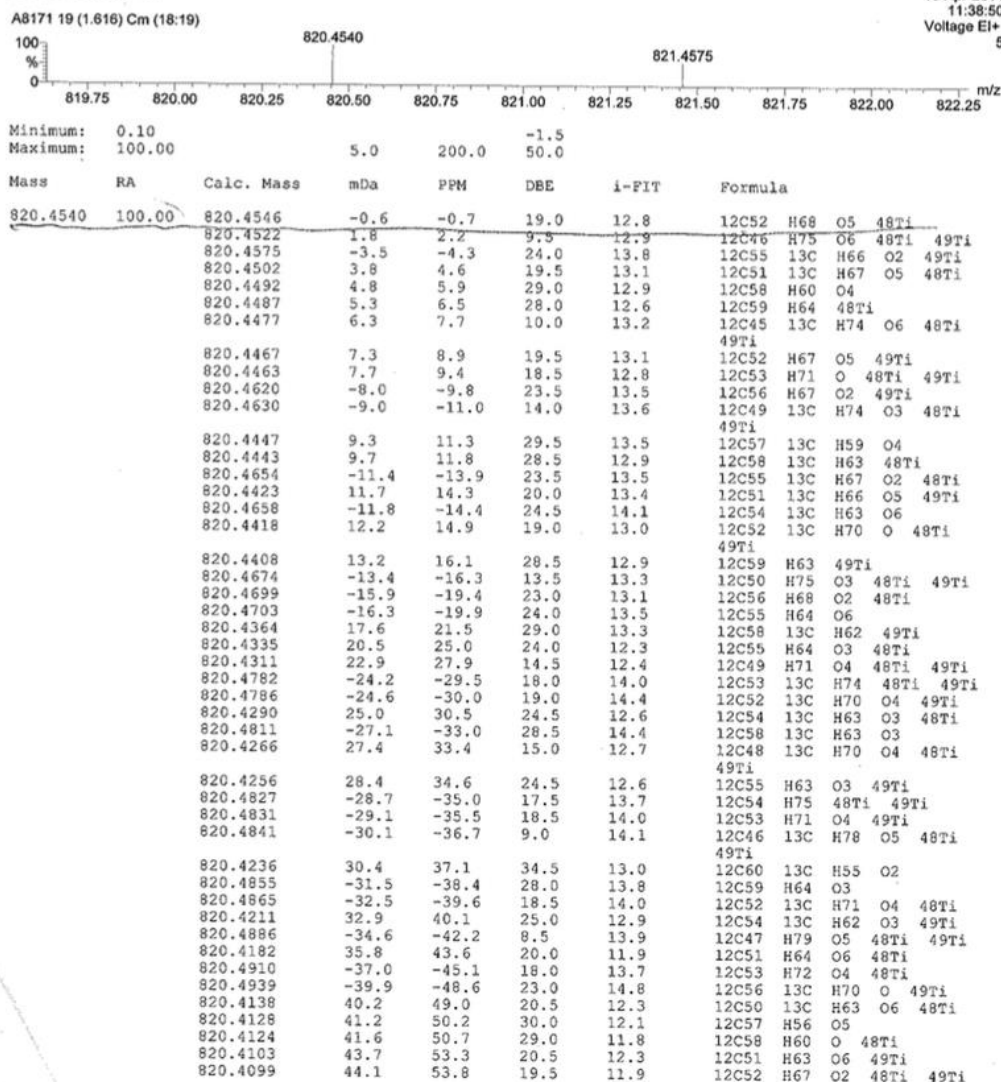 A8171 19 (1.616) Cm (18:19)
11:38:50
Voltage EI+
5
100
%
0
820.4540
821.4575
819.75 820.00 820.25 820.50 820.75 821.00 821.25 821.50 821.75 822.00 822.25 m/z
Minimum: 0.10 -1.5
Maximum: 100.00 5.0 200.0 50.0
Mass RA Calc. Mass mDa PPM DBE i-FIT Formula
820.4540 100.00 820.4546 -0.6 -0.7 19.0 12.8 12C52 H68 O5 48Ti
820.4522 1.8 2.2 9.5 12.9 12C46 H75 O6 48Ti 49Ti
820.4575 -3.5 -4.3 24.0 13.8 12C55 13C H66 O2 49Ti
820.4502 3.8 4.6 19.5 13.1 12C51 13C H67 O5 48Ti
820.4492 4.8 5.9 29.0 12.9 12C58 H60 O4
820.4487 5.3 6.5 28.0 12.6 12C59 H64 48Ti
820.4477 6.3 7.7 10.0 13.2 12C45 13C H74 O6 48Ti
49Ti
820.4467 7.3 8.9 19.5 13.1 12C52 H67 O5 49Ti
820.4463 7.7 9.4 18.5 12.8 12C53 H71 O 48Ti 49Ti
820.4620 -8.0 -9.8 23.5 13.5 12C56 H67 O2 49Ti
820.4630 -9.0 -11.0 14.0 13.6 12C49 13C H74 O3 48Ti
49Ti
820.4447 9.3 11.3 29.5 13.5 12C57 13C H59 O4
820.4443 9.7 11.8 28.5 12.9 12C58 13C H63 48Ti
820.4654 -11.4 -13.9 23.5 13.5 12C55 13C H67 O2 48Ti
820.4423 11.7 14.3 20.0 13.4 12C51 13C H66 O5 49Ti
820.4658 -11.8 -14.4 24.5 14.1 12C54 13C H63 O6
820.4418 12.2 14.9 19.0 13.0 12C52 13C H70 O 48Ti
49Ti
820.4408 13.2 16.1 28.5 12.9 12C59 H63 49Ti
820.4674 -13.4 -16.3 13.5 13.3 12C50 H75 O3 48Ti 49Ti
820.4699 -15.9 -19.4 23.0 13.1 12C56 H68 O2 48Ti
820.4703 -16.3 -19.9 24.0 13.5 12C55 H64 O6
820.4364 17.6 21.5 29.0 13.3 12C58 13C H62 49Ti
820.4335 20.5 25.0 24.0 12.3 12C55 H64 O3 48Ti
820.4311 22.9 27.9 14.5 12.4 12C49 H71 O4 48Ti 49Ti
820.4782 -24.2 -29.5 18.0 14.0 12C53 13C H74 48Ti 49Ti
820.4786 -24.6 -30.0 19.0 14.4 12C52 13C H70 O4 49Ti
820.4290 25.0 30.5 24.5 12.6 12C54 13C H63 O3 48Ti
820.4811 -27.1 -33.0 28.5 14.4 12C58 13C H63 O3
820.4266 27.4 33.4 15.0 12.7 12C48 13C H70 O4 48Ti
49Ti
820.4256 28.4 34.6 24.5 12.6 12C55 H63 O3 49Ti
820.4827 -28.7 -35.0 17.5 13.7 12C54 H75 48Ti 49Ti
820.4831 -29.1 -35.5 18.5 14.0 12C53 H71 O4 49Ti
820.4841 -30.1 -36.7 9.0 14.1 12C46 13C H78 O5 48Ti
49Ti
820.4236 30.4 37.1 34.5 13.0 12C60 13C H55 O2
820.4855 -31.5 -38.4 28.0 13.8 12C59 H64 O3
820.4865 -32.5 -39.6 18.5 14.0 12C52 13C H71 O4 48Ti
820.4211 32.9 40.1 25.0 12.9 12C54 13C H62 O3 49Ti
820.4886 -34.6 -42.2 8.5 13.9 12C47 H79 O5 48Ti 49Ti
820.4182 35.8 43.6 20.0 11.9 12C51 H64 O6 48Ti
820.4910 -37.0 -45.1 18.0 13.7 12C53 H72 O4 48Ti
820.4939 -39.9 -48.6 23.0 14.8 12C56 13C H70 O 49Ti
820.4138 40.2 49.0 20.5 12.3 12C50 13C H63 O6 48Ti
820.4128 41.2 50.2 30.0 12.1 12C57 H56 O5
820.4124 41.6 50.7 29.0 11.8 12C58 H60 O 48Ti
820.4103 43.7 53.3 20.5 12.3 12C51 H63 O6 49Ti
820.4099 44.1 53.8 19.5 11.9 12C52 H67 O2 48Ti 49Ti